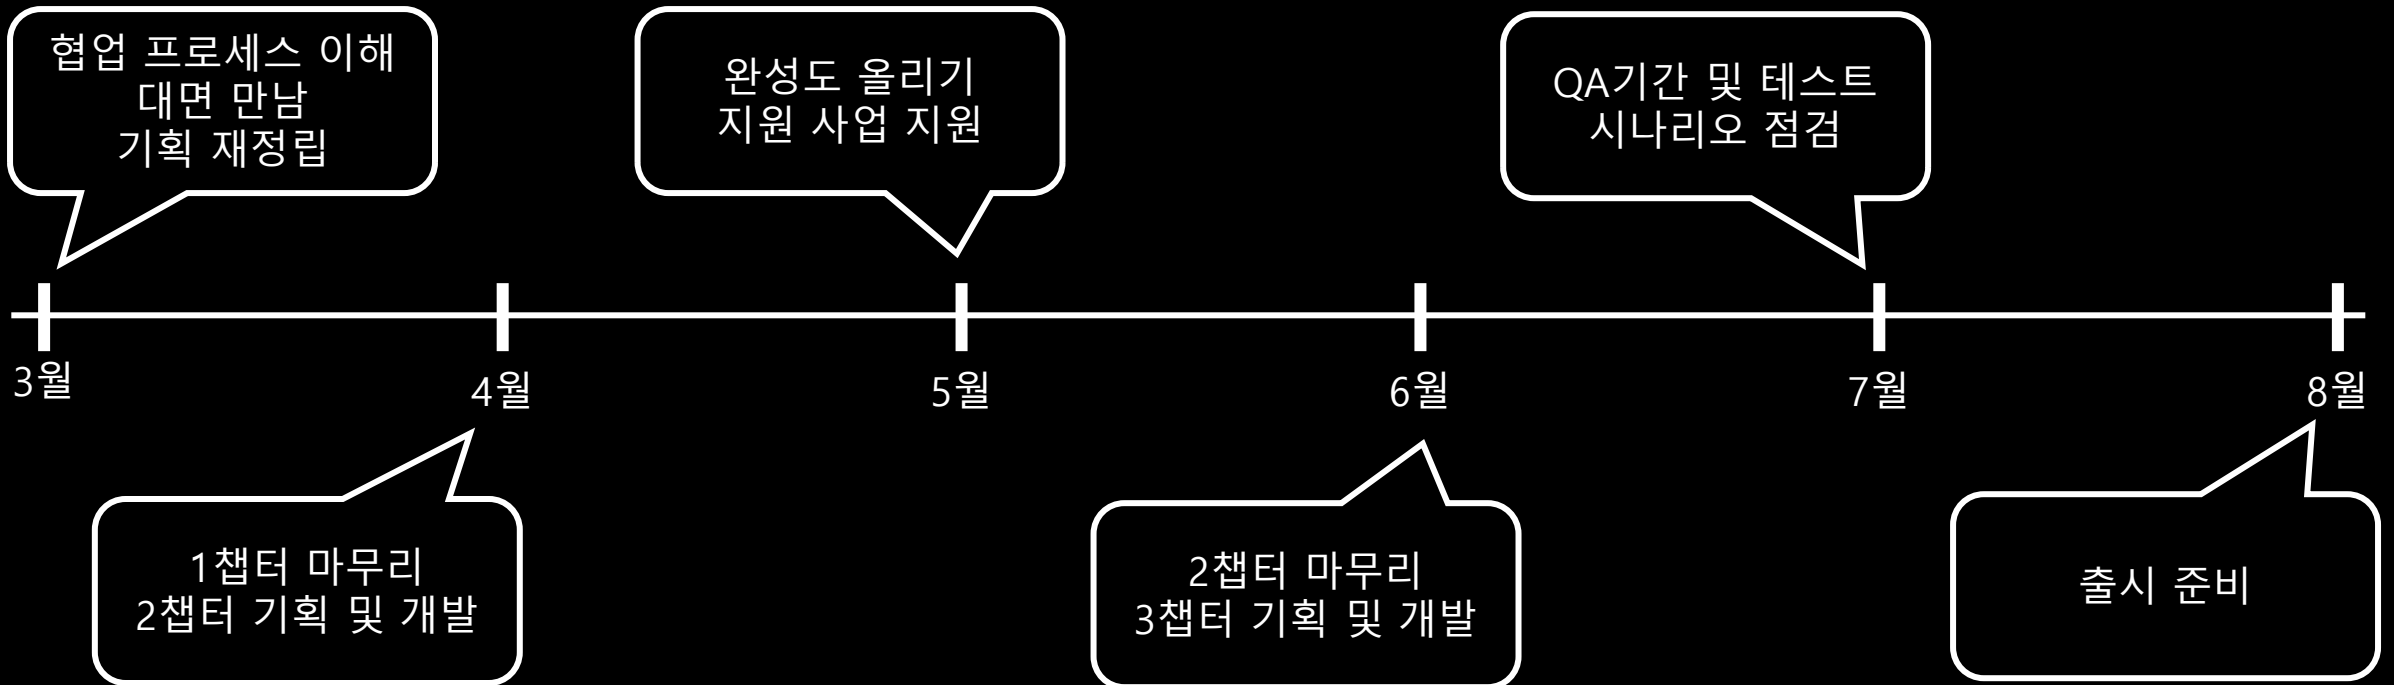 협업 프로세스 이해
대면 만남
기획 재정립
완성도 올리기
지원 사업 지원
QA기간 및 테스트
시나리오 점검
3월
4월
5월
6월
7월
8월
1챕터 마무리
2챕터 기획 및 개발
2챕터 마무리
3챕터 기획 및 개발
출시 준비